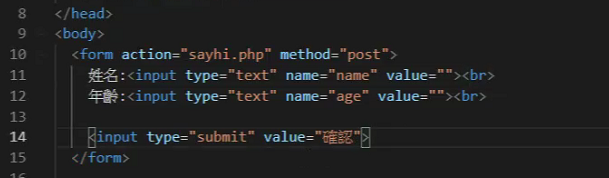 8 </head>
9 <body>
10 <form action="sayhi.php" method="post">
11 姓名:<input type="text" name="name" value=""><br>
12 年齡:<input type="text" name="age" value=""><br>
13
14 <input type="submit" value="確認">
15 </form>
16